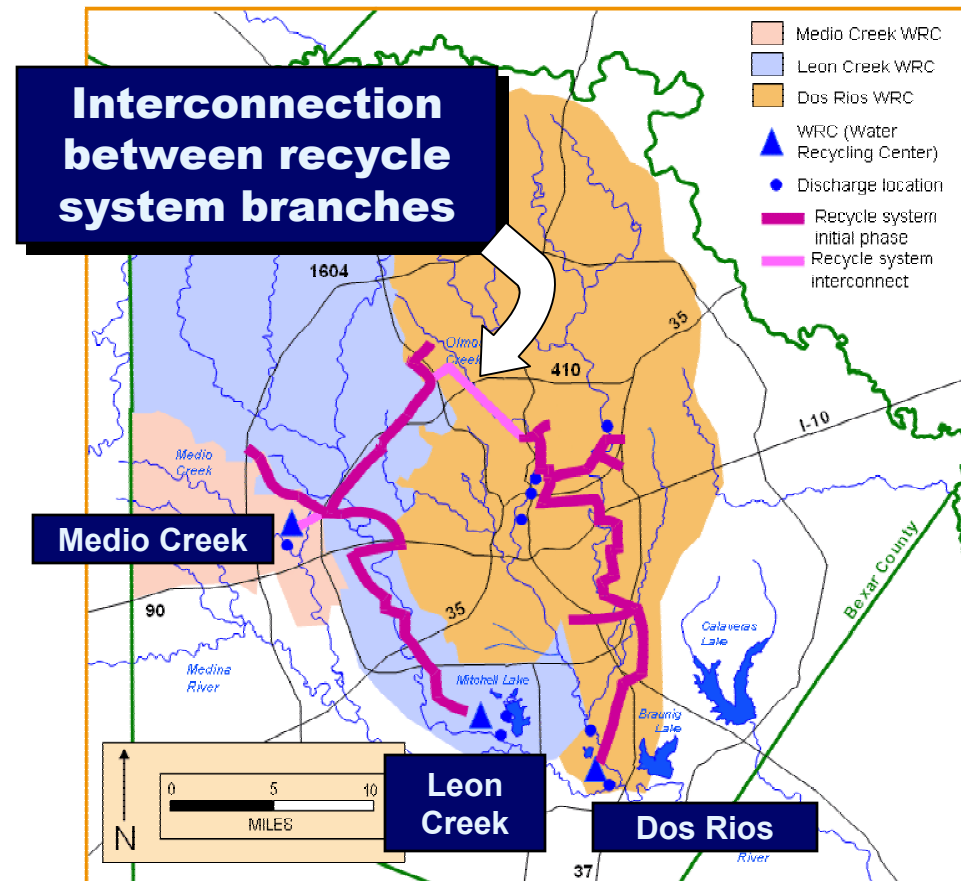 Medio Creek WRC
Leon Creek WRC
Dos Rios WRC
WRC (Water
Recycling Center)
Discharge location
Recycle system
initial phase
Recycle system
interconnect
Interconnection
between recycle
system branches
1604
35
Creek
410
I-10
Medio
Creek
Medio Creek
90
35
Bexar County
Calaveras
Lake
Medina
River
Mitchell Lake
Braunig
Lake
Leon
Creek
Dos Rios
River
37
N
0
5
10
MILES